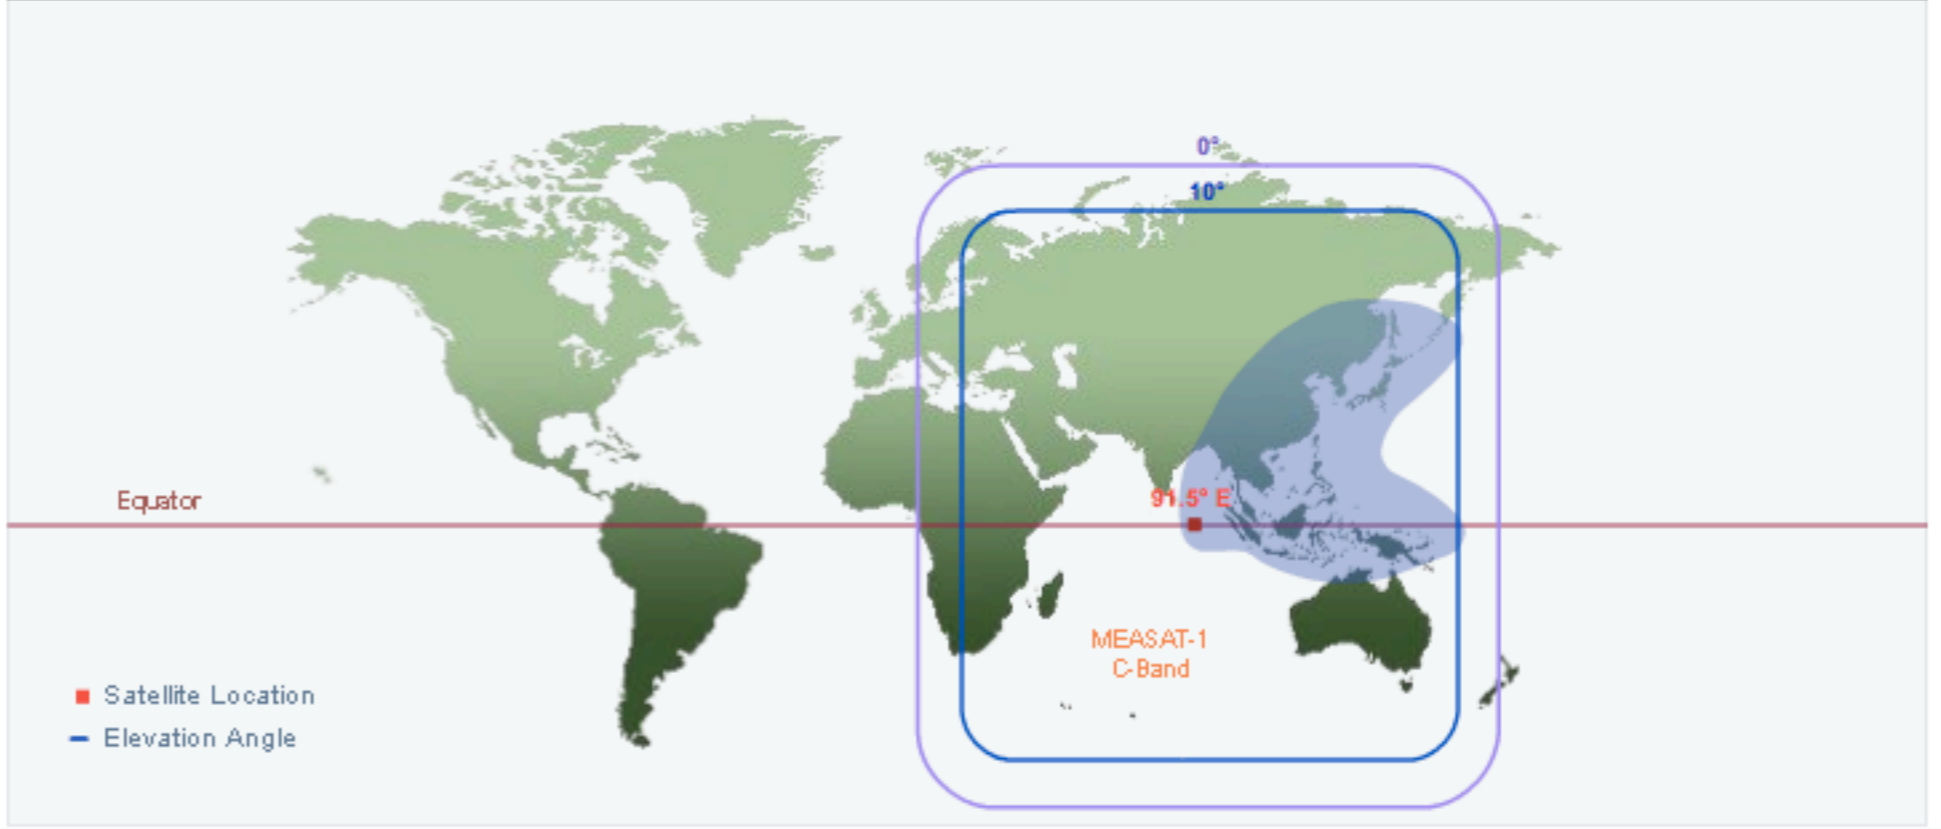 0°
10°
Equator
91.5° E
MEASAT-1
C-Band
Satellite Location
Elevation Angle